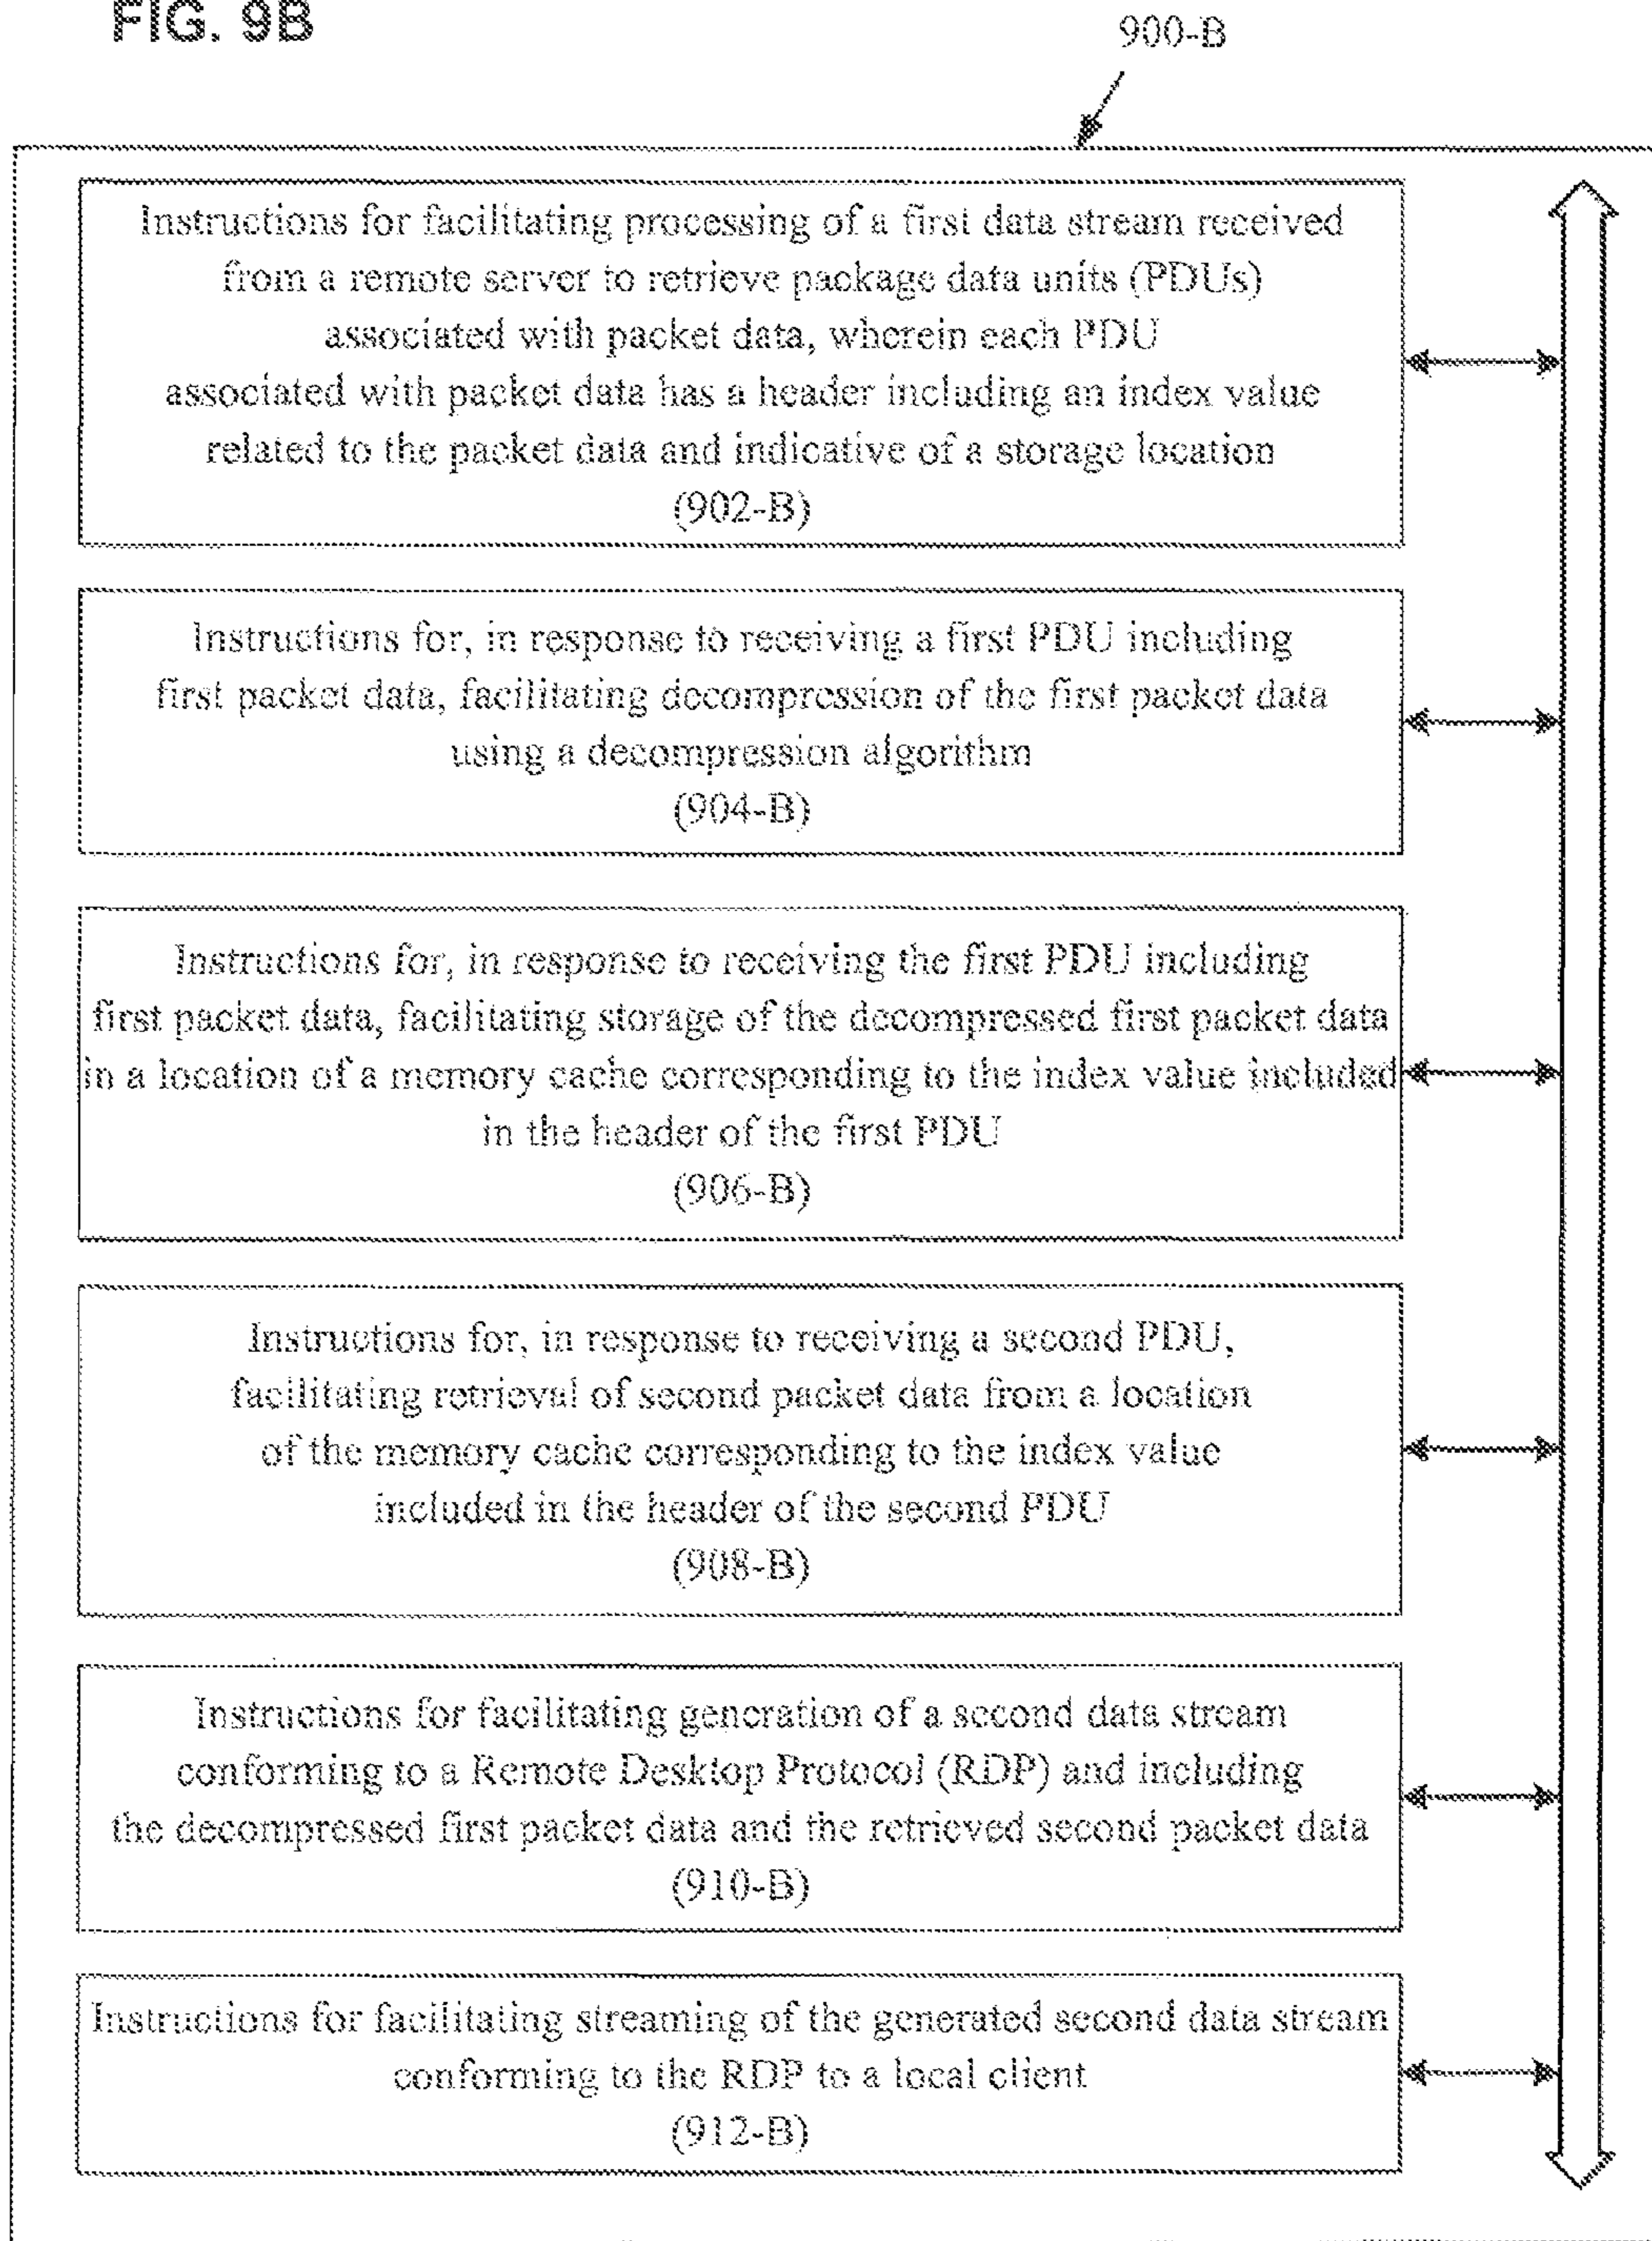 FIG. 9B
900-B
Instructions for facilitating processing of a first data stream received
from a remote server to retrieve package data units (PDUs)
associated with packet data, wherein each PDU
associated with packet data has a header including an index value
related to the packet data and indicative of a storage location
(902-B)
Instructions for, in response to receiving a first PDU including
first packet data, facilitating decompression of the first packet data
using a decompression algorithm
(904-B)
Instructions for, in response to receiving the first PDU including
first packet data, facilitating storage of the decompressed first packet data
in a location of a memory cache corresponding to the index value included
in the header of the first PDU
(906-B)
Instructions for, in response to receiving a second PDU,
facilitating retrieval of second packet data from a location
of the memory cache corresponding to the index value
included in the header of the second PDU
(908-B)
Instructions for facilitating generation of a second data stream
conforming to a Remote Desktop Protocol (RDP) and including
the decompressed first packet data and the retrieved second packet data
(910-B)
Instructions for facilitating streaming of the generated second data stream
conforming to the RDP to a local client
(912-B)